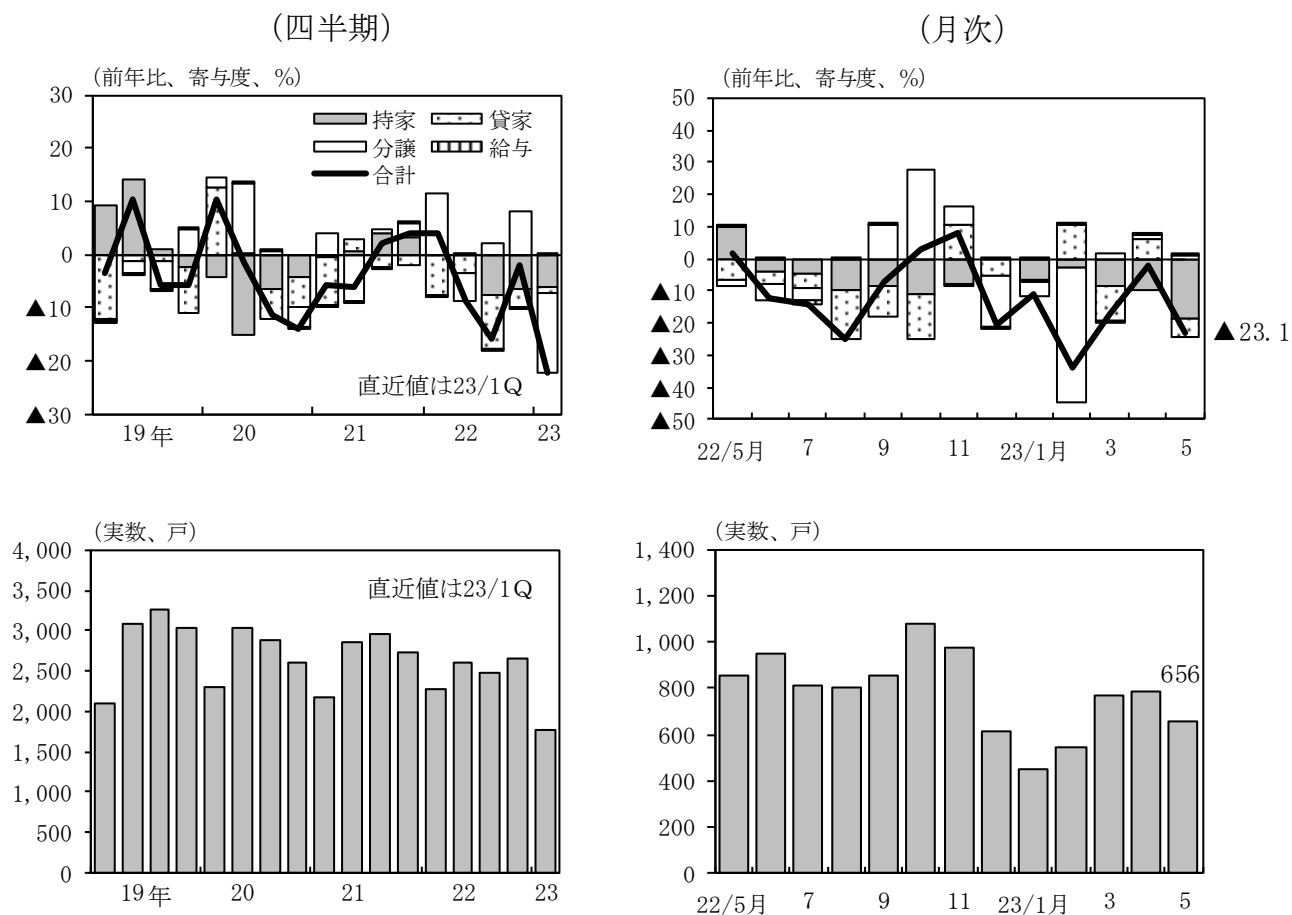 (四半期)
(前年比、寄与度、%)
30
20
10
0
▲10
▲20
▲30
持家
貸家
分譲
給与
合計
直近値は23/1Q
19年
20
21
22
23
(月次)
(前年比、寄与度、%)
50
40
30
20
10
0
▲10
▲20
▲30
▲40
▲50
▲23.1
22/5月
7
9
11
23/1月
3
5
(実数、戸)
4,000
3,500
3,000
2,500
2,000
1,500
1,000
500
0
直近値は23/1Q
19年
20
21
22
23
(実数、戸)
1,400
1,200
1,000
800
600
400
200
0
656
22/5月
7
9
11
23/1月
3
5